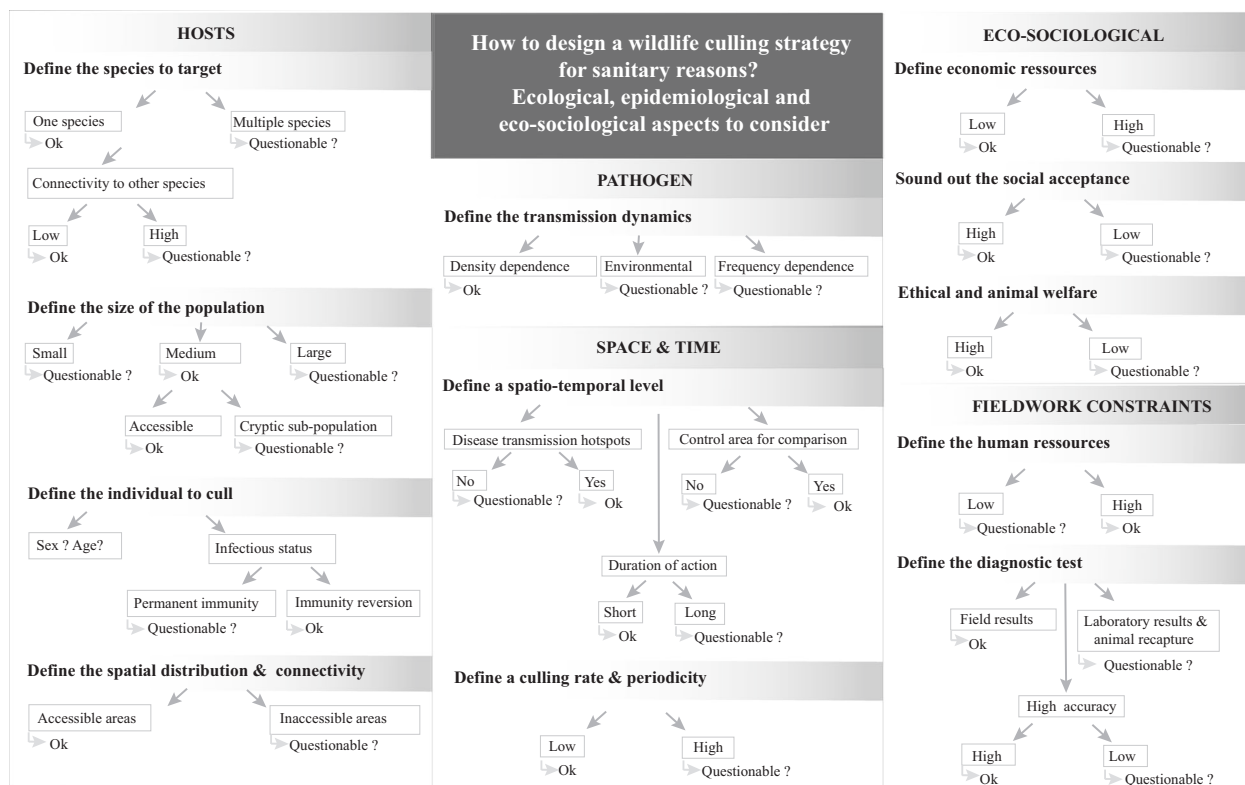 HOSTS
Define the species to target
One species
Multiple species
Ok
Questionable ?
Connectivity to other species
Low
High
Ok
Questionable ?
Define the size of the population
Small
Medium
Large
Questionable ?
Ok
Questionable ?
Accessible
Cryptic sub-population
Ok
Questionable ?
Define the individual to cull
Sex ? Age?
Infectious status
Permanent immunity
Immunity reversion
Questionable ?
Ok
Define the spatial distribution & connectivity
Accessible areas
Inaccessible areas
Ok
Questionable ?
How to design a wildlife culling strategy
for sanitary reasons?
Ecological, epidemiological and
eco-sociological aspects to consider
PATHOGEN
Define the transmission dynamics
Density dependence
Environmental
Frequency dependence
Ok
Questionable ?
Questionable ?
SPACE & TIME
Define a spatio-temporal level
Disease transmission hotspots
Control area for comparison
No
Yes
No
Yes
Questionable ?
Ok
Questionable ?
Ok
Duration of action
Short
Long
Ok
Questionable ?
Define a culling rate & periodicity
Low
High
Ok
Questionable ?
ECO-SOCIOLOGICAL
Define economic ressources
Low
High
Ok
Questionable ?
Sound out the social acceptance
High
Low
Ok
Questionable ?
Ethical and animal welfare
High
Low
Ok
Questionable ?
FIELDWORK CONSTRAINTS
Define the human ressources
Low
High
Questionable ?
Ok
Define the diagnostic test
Field results
Laboratory results &
animal recapture
Ok
Questionable ?
High accuracy
High
Low
Ok
Questionable ?